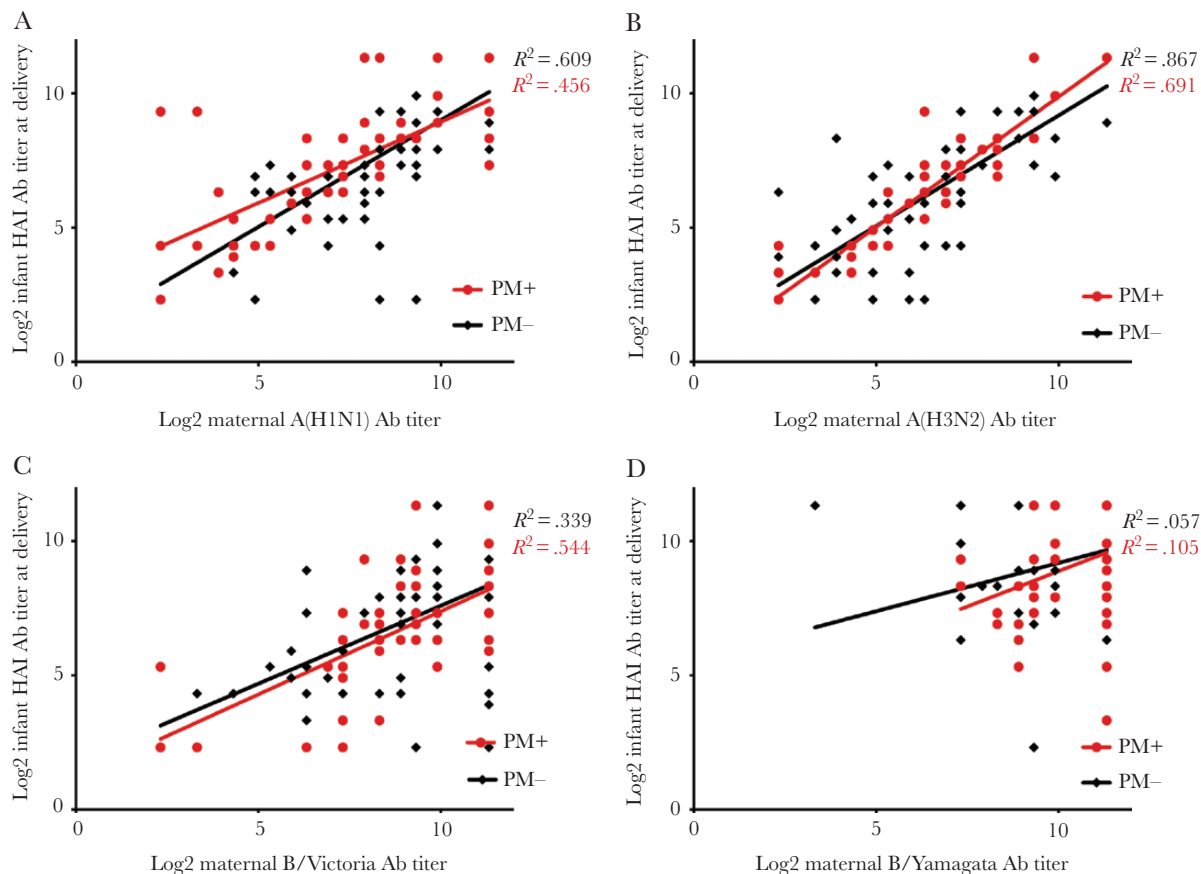 A
Log2 infant HAI Ab titer at delivery
10
5
0
R² = .609
R² = .456
PM+
PM–
0
5
10
Log2 maternal A(H1N1) Ab titer
B
Log2 infant HAI Ab titer at delivery
10
5
0
R² = .867
R² = .691
PM+
PM–
0
5
10
Log2 maternal A(H3N2) Ab titer
C
Log2 infant HAI Ab titer at delivery
10
5
0
R² = .339
R² = .544
PM+
PM–
0
5
10
Log2 maternal B/Victoria Ab titer
D
Log2 infant HAI Ab titer at delivery
10
5
0
R² = .057
R² = .105
PM+
PM–
0
5
10
Log2 maternal B/Yamagata Ab titer